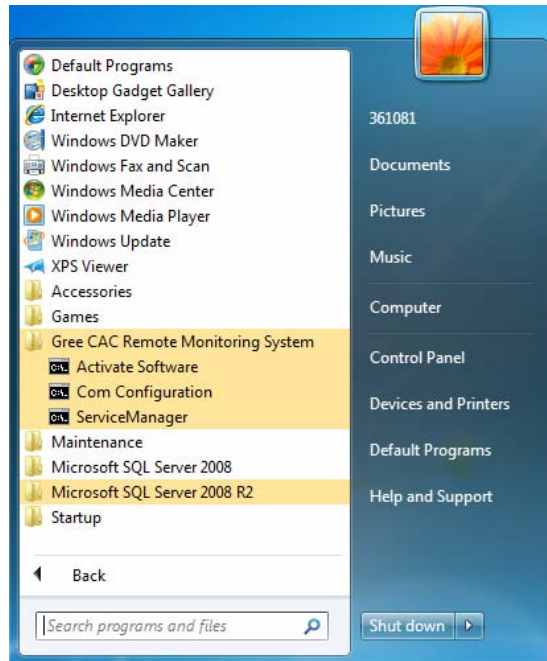 Default Programs
Desktop Gadget Gallery
Internet Explorer
Windows DVD Maker
Windows Fax and Scan
Windows Media Center
Windows Media Player
Windows Update
XPS Viewer
Accessories
Games
Gree CAC Remote Monitoring System
Activate Software
Com Configuration
ServiceManager
Maintenance
Microsoft SQL Server 2008
Microsoft SQL Server 2008 R2
Startup
Back
Search programs and files
361081
Documents
Pictures
Music
Computer
Control Panel
Devices and Printers
Default Programs
Help and Support
Shut down